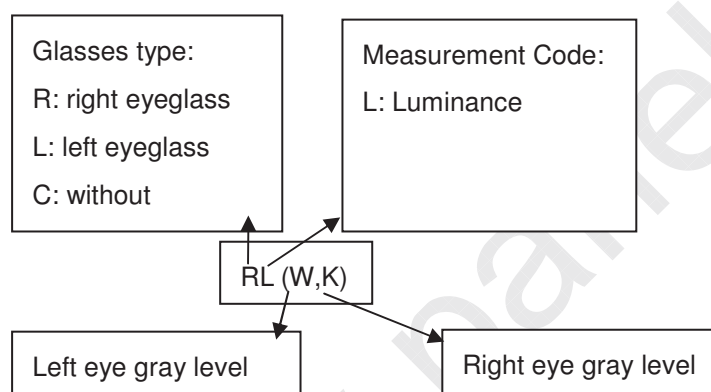 Glasses type:
R: right eyeglass
L: left eyeglass
C: without
Measurement Code:
L: Luminance
RL (W,K)
Left eye gray level
Right eye gray level
panel